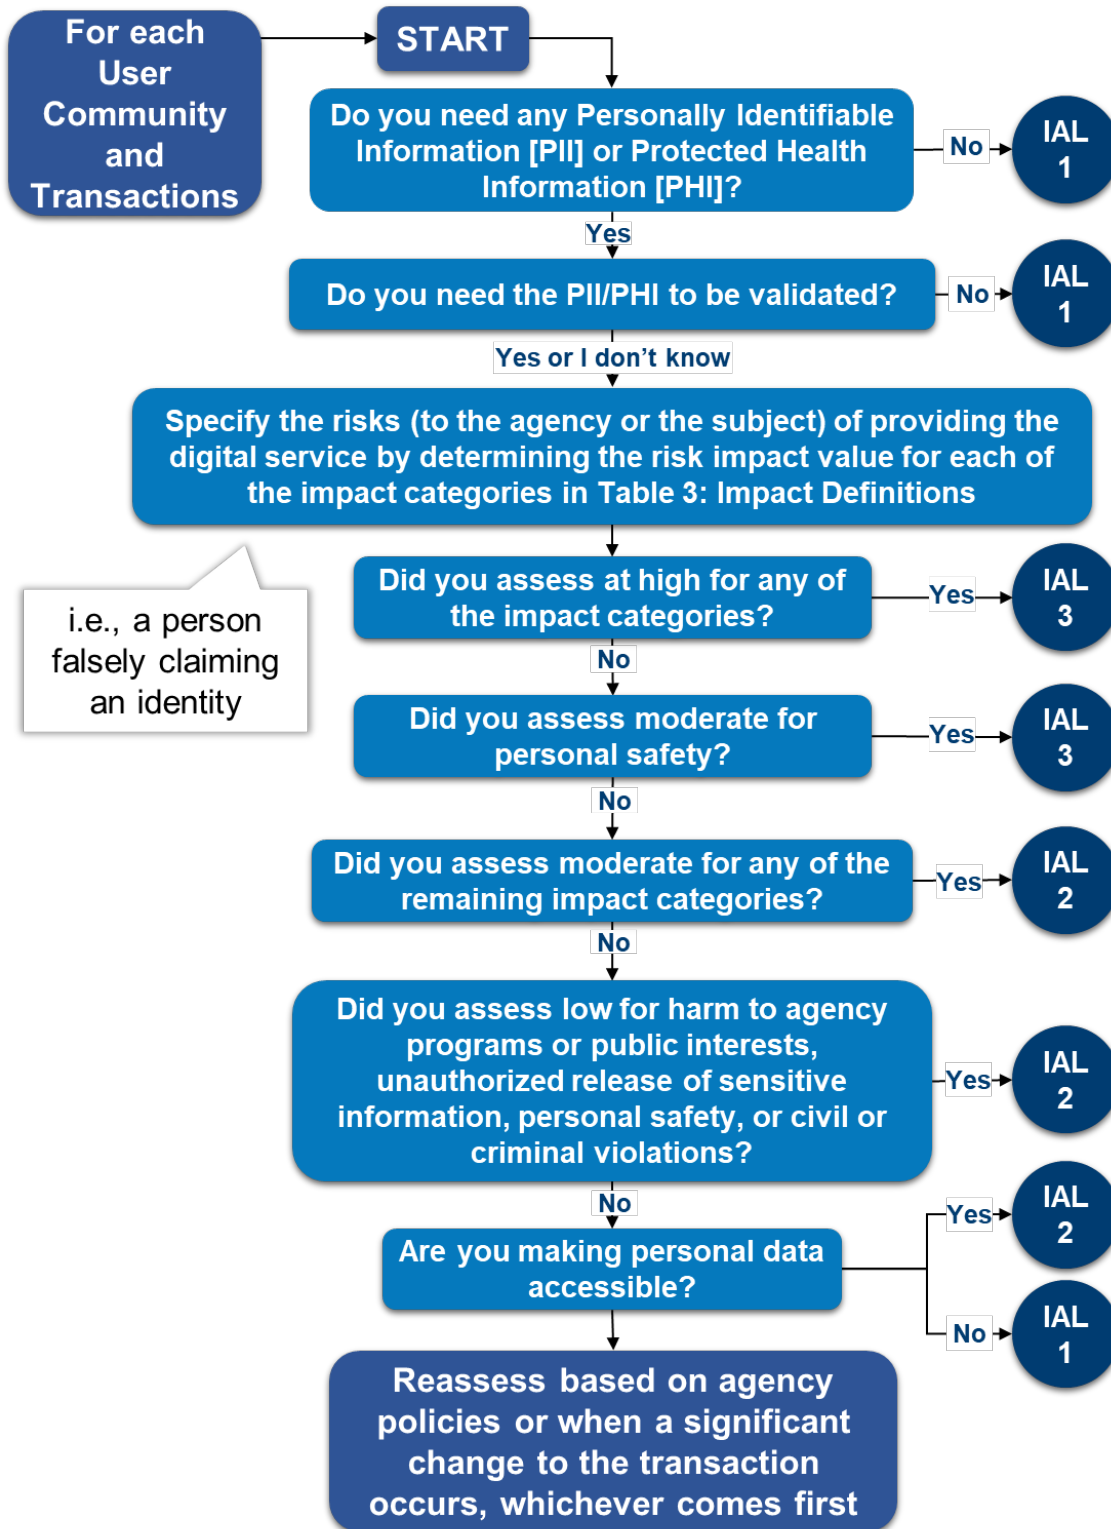 For each
User
Community
and
Transactions
START
Do you need any Personally Identifiable
Information [PII] or Protected Health
Information [PHI]?
No
IAL
1
Yes
Do you need the PII/PHI to be validated?
No
IAL
1
Yes or I don't know
Specify the risks (to the agency or the subject) of providing the
digital service by determining the risk impact value for each of
the impact categories in Table 3: Impact Definitions
i.e., a person
falsely claiming
an identity
Did you assess at high for any of
the impact categories?
Yes
IAL
3
No
Did you assess moderate for
personal safety?
Yes
IAL
3
No
Did you assess moderate for any of the
remaining impact categories?
Yes
IAL
2
No
Did you assess low for harm to agency
programs or public interests,
unauthorized release of sensitive
information, personal safety, or civil or
criminal violations?
Yes
IAL
2
No
Are you making personal data
accessible?
Yes
IAL
2
No
IAL
1
Reassess based on agency
policies or when a significant
change to the transaction
occurs, whichever comes first